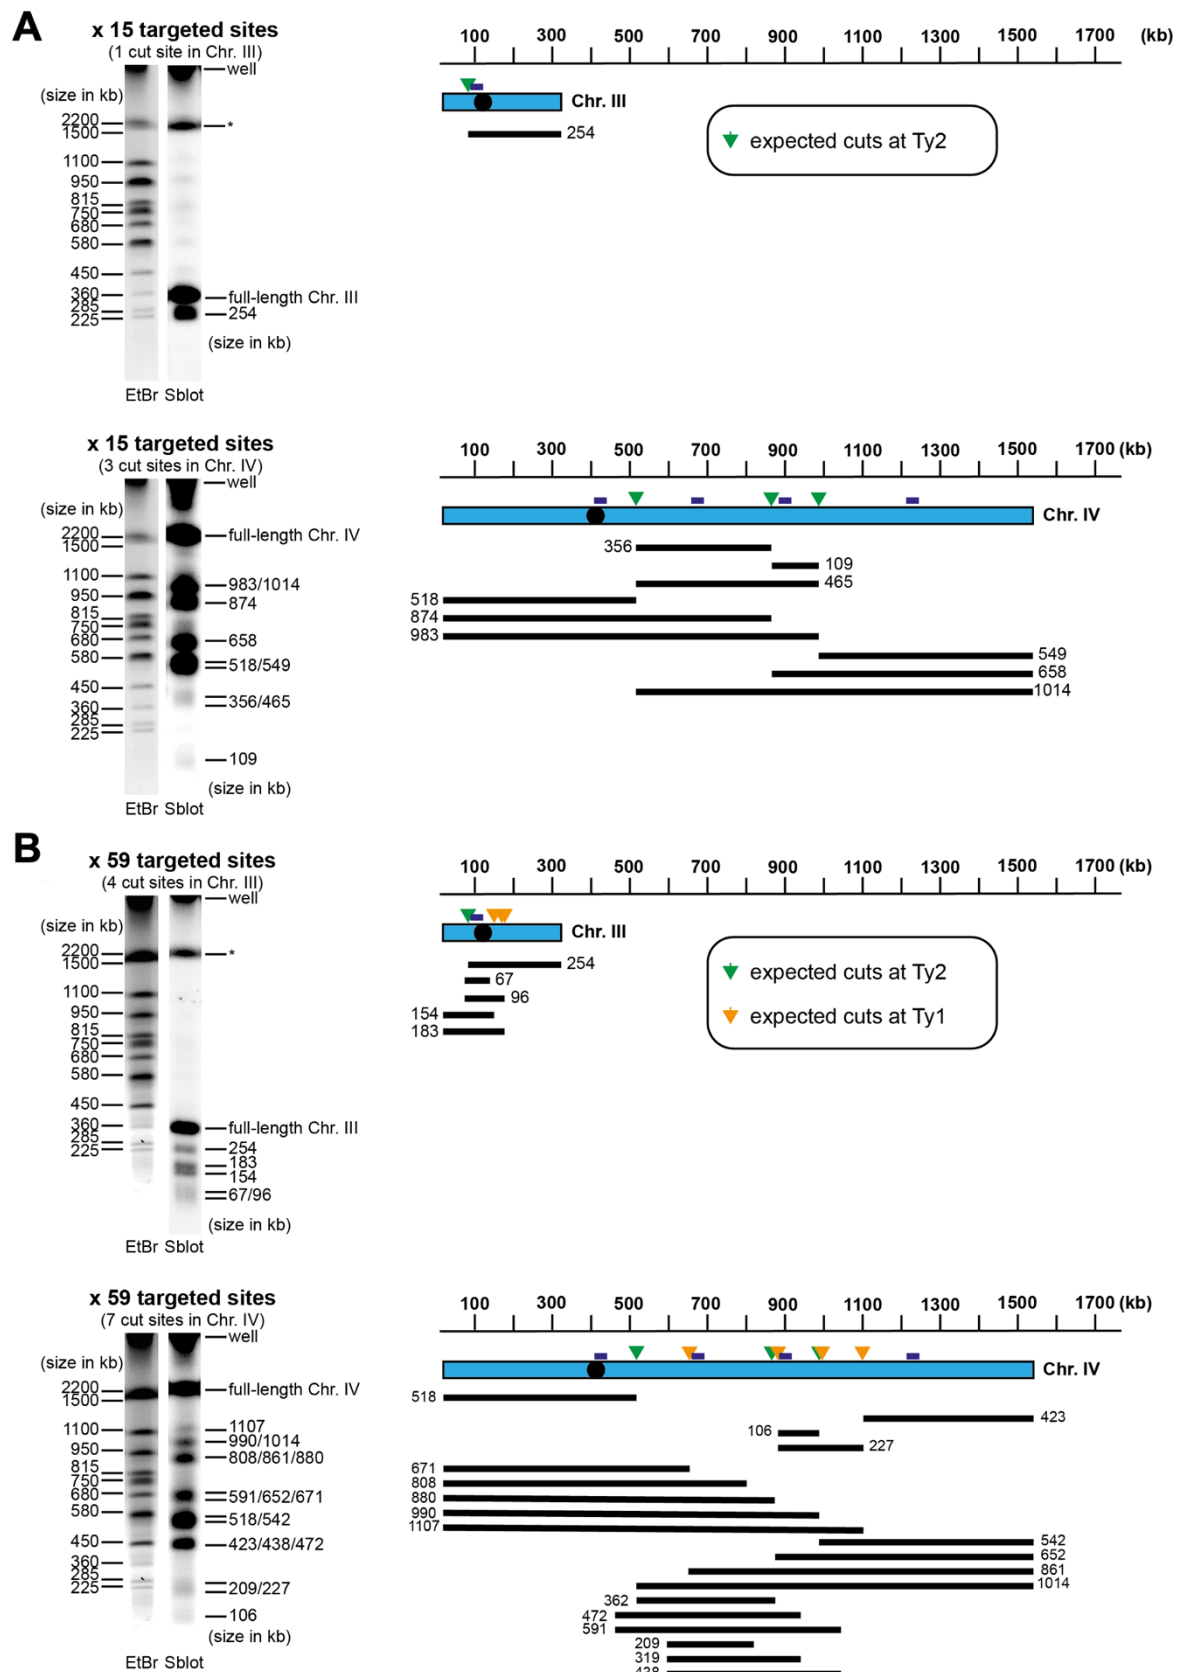 A
x 15 targeted sites
(1 cut site in Chr. III)
well
(size in kb)
2200
1500
1100
950
815
750
680
580
450
360
285
225
*
full-length Chr. III
254
(size in kb)
EtBr Sblot
100 300 500 700 900 1100 1300 1500 1700 (kb)
Chr. III
254
expected cuts at Ty2
x 15 targeted sites
(3 cut sites in Chr. IV)
well
(size in kb)
2200
1500
1100
950
815
750
680
580
450
360
285
225
full-length Chr. IV
983/1014
874
658
518/549
356/465
109
(size in kb)
EtBr Sblot
100 300 500 700 900 1100 1300 1500 1700 (kb)
Chr. IV
356
109
465
518
874
983
549
658
1014
B
x 59 targeted sites
(4 cut sites in Chr. III)
well
(size in kb)
2200
1500
1100
950
815
750
680
580
450
360
285
225
*
full-length Chr. III
254
183
154
67/96
(size in kb)
EtBr Sblot
100 300 500 700 900 1100 1300 1500 1700 (kb)
Chr. III
254
67
96
154
183
expected cuts at Ty2
expected cuts at Ty1
x 59 targeted sites
(7 cut sites in Chr. IV)
well
(size in kb)
2200
1500
1100
950
815
750
680
580
450
360
285
225
full-length Chr. IV
1107
990/1014
808/861/880
591/652/671
518/542
423/438/472
209/227
106
(size in kb)
EtBr Sblot
100 300 500 700 900 1100 1300 1500 1700 (kb)
Chr. IV
518
423
106
227
671
808
880
990
1107
542
652
861
1014
362
472
591
209
319
438